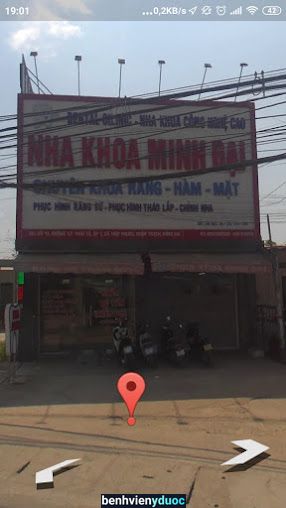 19:01
...0,2KB/s
42
DENTAL CLINIC - NHA KHOA CÔNG NGHỆ CAO
NHA KHOA MINH ĐẠI
CHUYÊN KHOA RĂNG - HÀM - MẶT
PHỤC HÌNH RĂNG SỨ - PHỤC HÌNH THÁO LẮP - CHỈNH NHA
benhvienyduoc